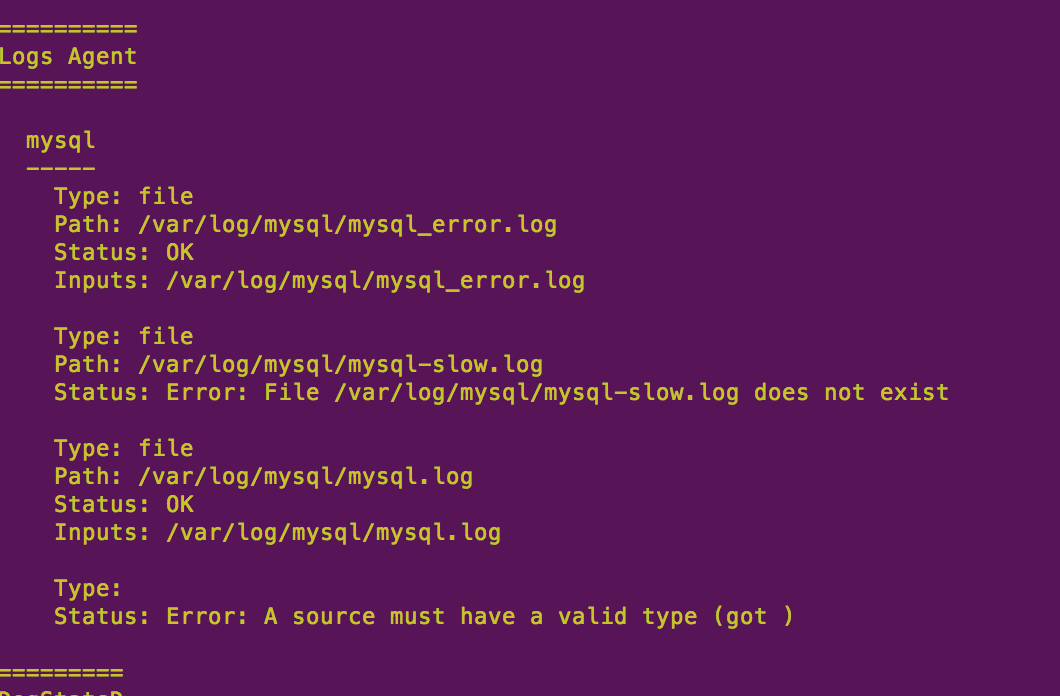 ==========
Logs Agent
==========
mysql
-----
Type: file
Path: /var/log/mysql/mysql_error.log
Status: OK
Inputs: /var/log/mysql/mysql_error.log
Type: file
Path: /var/log/mysql/mysql-slow.log
Status: Error: File /var/log/mysql/mysql-slow.log does not exist
Type: file
Path: /var/log/mysql/mysql.log
Status: OK
Inputs: /var/log/mysql/mysql.log
Type:
Status: Error: A source must have a valid type (got )
=========